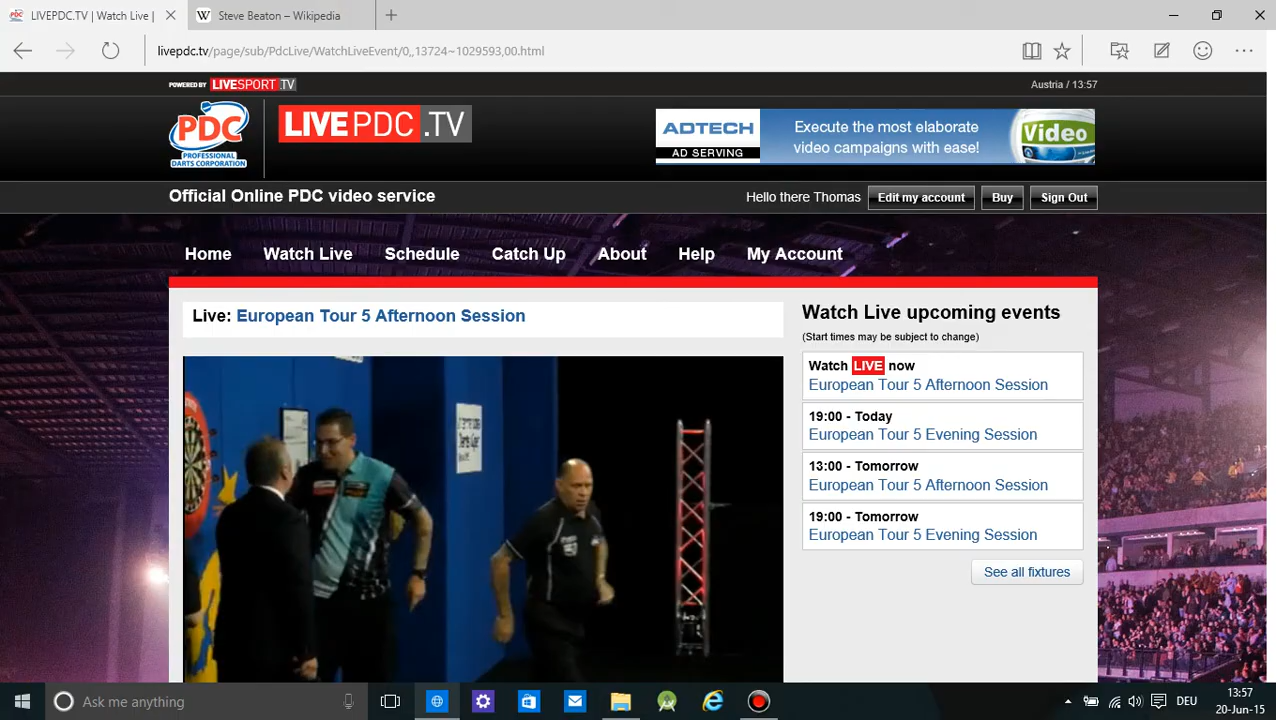 LIVEPDC.TV | Watch Live |
Steve Beaton – Wikipedia
livepdc.tv/page/sub/PdcLive/WatchLiveEvent/0,,13724~1029593,00.html
POWERED BY LIVESPORT.TV
Austria / 13:57
PDC
PROFESSIONAL
DARTS CORPORATION
LIVEPDC.TV
ADTECH
AD SERVING
Execute the most elaborate
video campaigns with ease!
Video
Official Online PDC video service
Hello there Thomas
Edit my account
Buy
Sign Out
Home
Watch Live
Schedule
Catch Up
About
Help
My Account
Live: European Tour 5 Afternoon Session
Watch Live upcoming events
(Start times may be subject to change)
Watch LIVE now
European Tour 5 Afternoon Session
19:00 - Today
European Tour 5 Evening Session
13:00 - Tomorrow
European Tour 5 Afternoon Session
19:00 - Tomorrow
European Tour 5 Evening Session
See all fixtures
Ask me anything
DEU
13:57
20-Jun-15